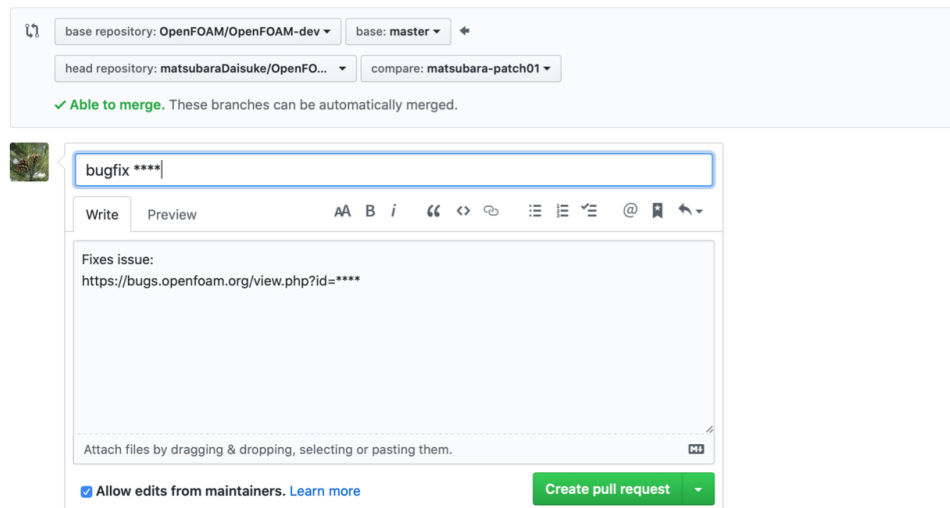 base repository: OpenFOAM/OpenFOAM-dev base: master
head repository: matsubaraDaisuke/OpenFO... compare: matsubara-patch01
Able to merge. These branches can be automatically merged.
bugfix ****
Write Preview AA B i
Fixes issue:
https://bugs.openfoam.org/view.php?id=****
Attach files by dragging & dropping, selecting or pasting them.
Allow edits from maintainers. Learn more
Create pull request